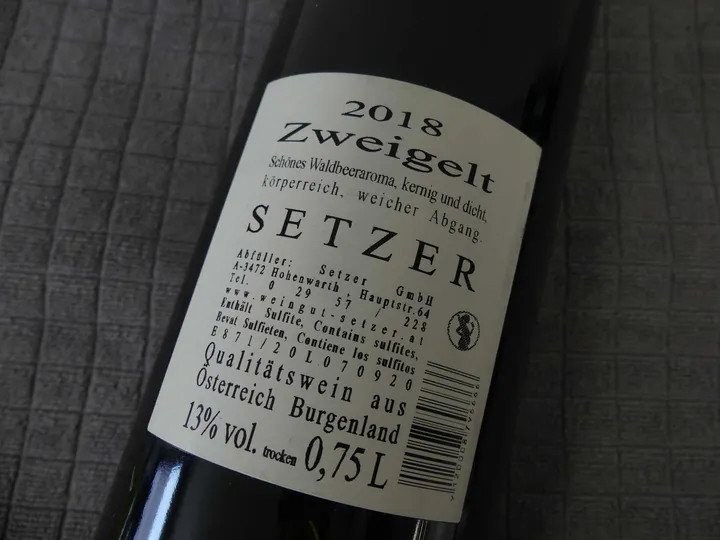 2018
Zweigelt
Schönes Waldbeeraroma, kernig und dicht,
körperreich, weicher Abgang.
SETZER
Abfüller: Setzer GmbH
A-3472 Hohenwarth, Hauptstr.64
Tel. 0 29 57 / 228
www.weingut-setzer.at
Enthält Sulfite, Contains sulfites,
Bevat Sulfieten, Contiene los sulfitos
E871/20L070920
Qualitätswein aus
Österreich Burgenland
13% vol. trocken 0,75 L